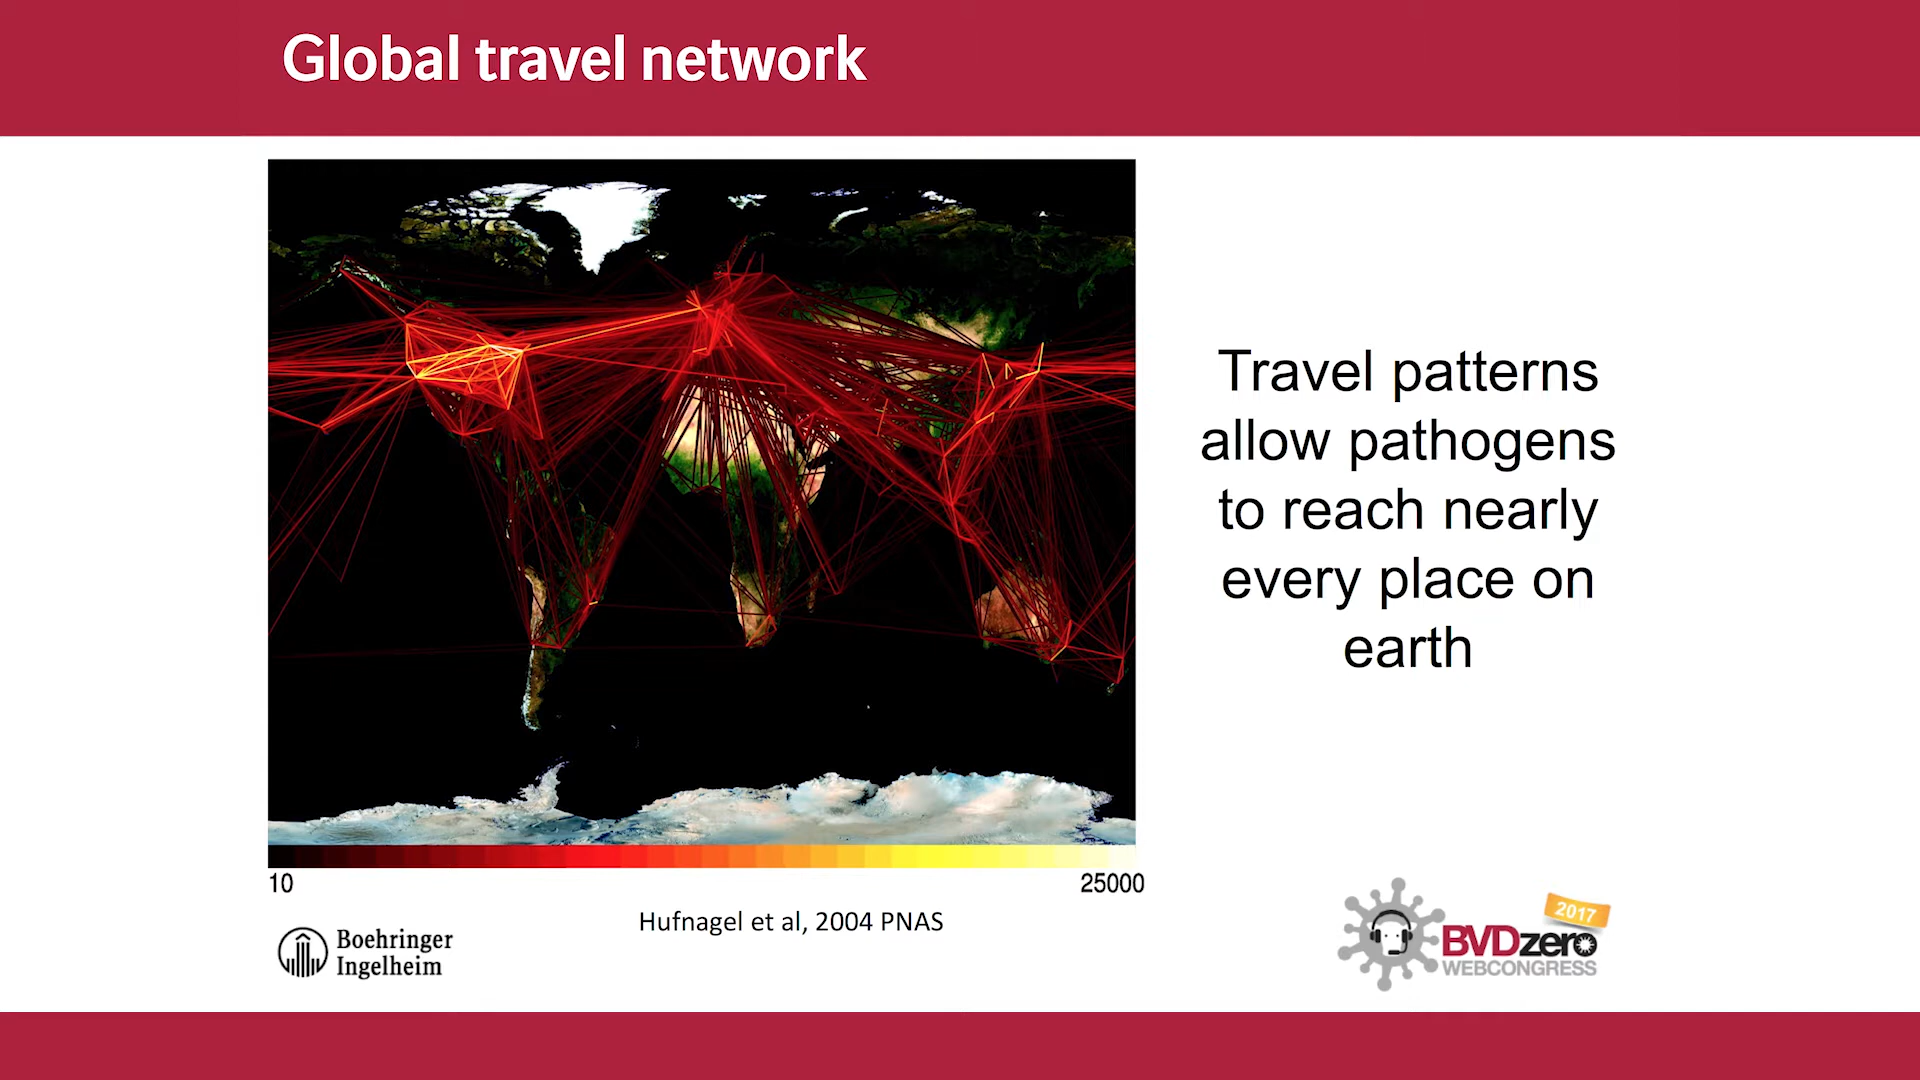 Global travel network
Travel patterns
allow pathogens
to reach nearly
every place on
earth
10
25000
Hufnagel et al, 2004 PNAS
Boehringer
Ingelheim
2017
BVDzero
WEBCONGRESS